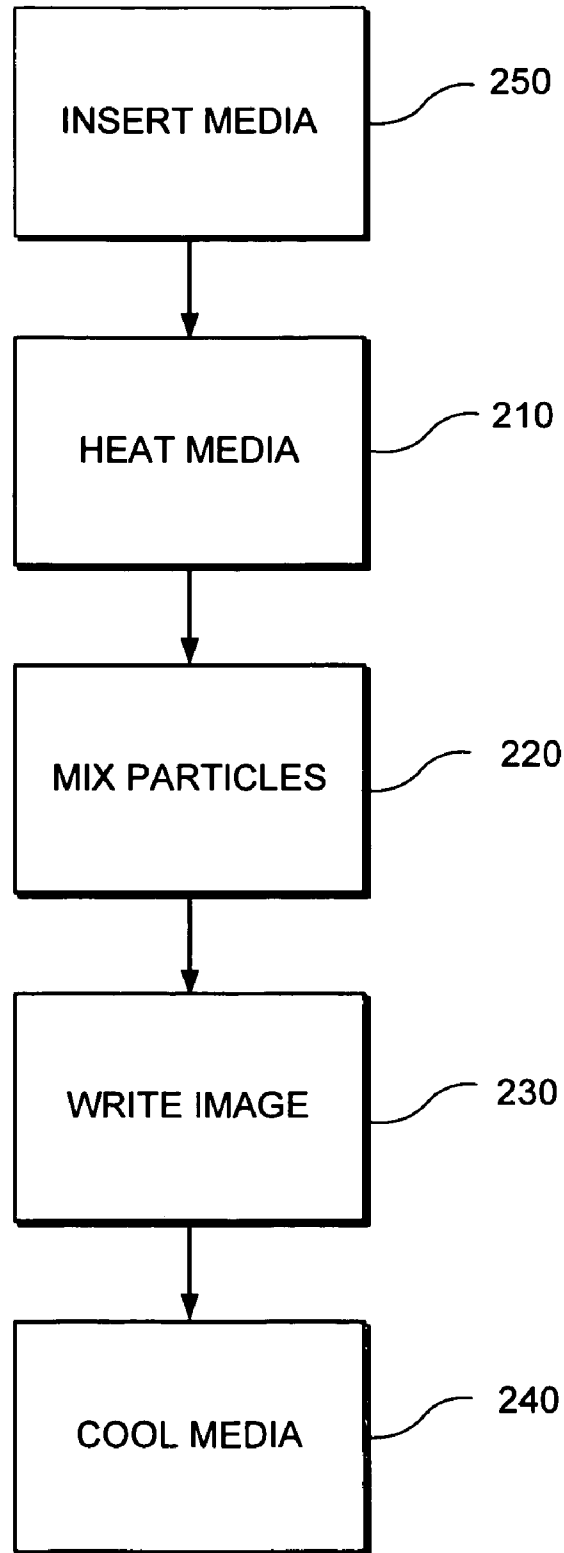 250
INSERT MEDIA
210
HEAT MEDIA
220
MIX PARTICLES
230
WRITE IMAGE
240
COOL MEDIA